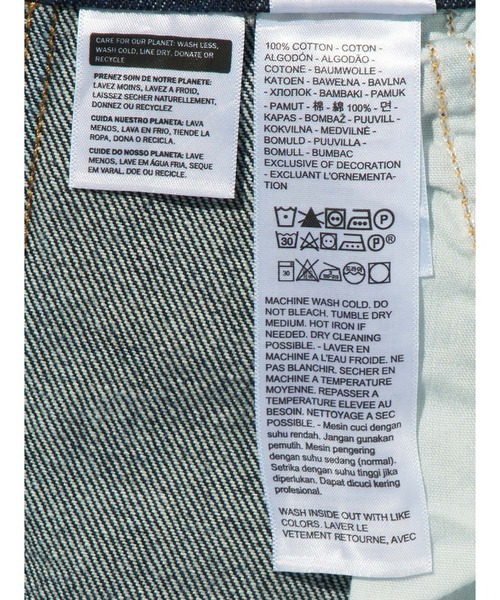 CARE FOR OUR PLANET: WASH LESS,
WASH COLD, LINE DRY, DONATE OR
RECYCLE
PRENEZ SOIN DE NOTRE PLANETE:
LAVEZ MOINS, LAVEZ A FROID,
LAISSEZ SECHER NATURELLEMENT,
DONNEZ OU RECYCLEZ
CUIDA NUESTRO PLANETA: LAVA
MENOS, LAVA EN FRIO, TIENDE LA
ROPA, DONA O RECICLA.
CUIDE DO NOSSO PLANETA: LAVE
MENOS, LAVE EM ÁGUA FRIA, SEQUE
EM VARAL, DOE OU RECICLE.
100% COTTON - COTON -
ALGODÓN - ALGODÃO -
COTONE - BAUMWOLLE -
KATOEN - BAWEŁNA - BAVLNA
- ХЛОПОК - BAMBAKI - PAMUK
- PAMUT - 棉 - 綿 100% - 면 -
KAPAS - BOMBAŽ - PUUVILL -
KOKVILNA - MEDVILNĖ -
BOMULD - PUUVILLA -
BOMULL - BUMBAC
EXCLUSIVE OF DECORATION
- EXCLUANT L'ORNEMENTA-
TION
P
30 P ®
30
MACHINE WASH COLD. DO
NOT BLEACH. TUMBLE DRY
MEDIUM. HOT IRON IF
NEEDED. DRY CLEANING
POSSIBLE. - LAVER EN
MACHINE A L'EAU FROIDE. NE
PAS BLANCHIR. SECHER EN
MACHINE A TEMPERATURE
MOYENNE. REPASSER A
TEMPERATURE ELEVEE AU
BESOIN. NETTOYAGE A SEC
POSSIBLE. - Mesin cuci dengan
suhu rendah. Jangan gunakan
pemutih. Mesin pengering
dengan suhu sedang (normal).
Setrika dengan suhu tinggi jika
diperlukan. Dapat dicuci kering
profesional.
WASH INSIDE OUT WITH LIKE
COLORS. LAVER LE
VETEMENT RETOURNE, AVEC